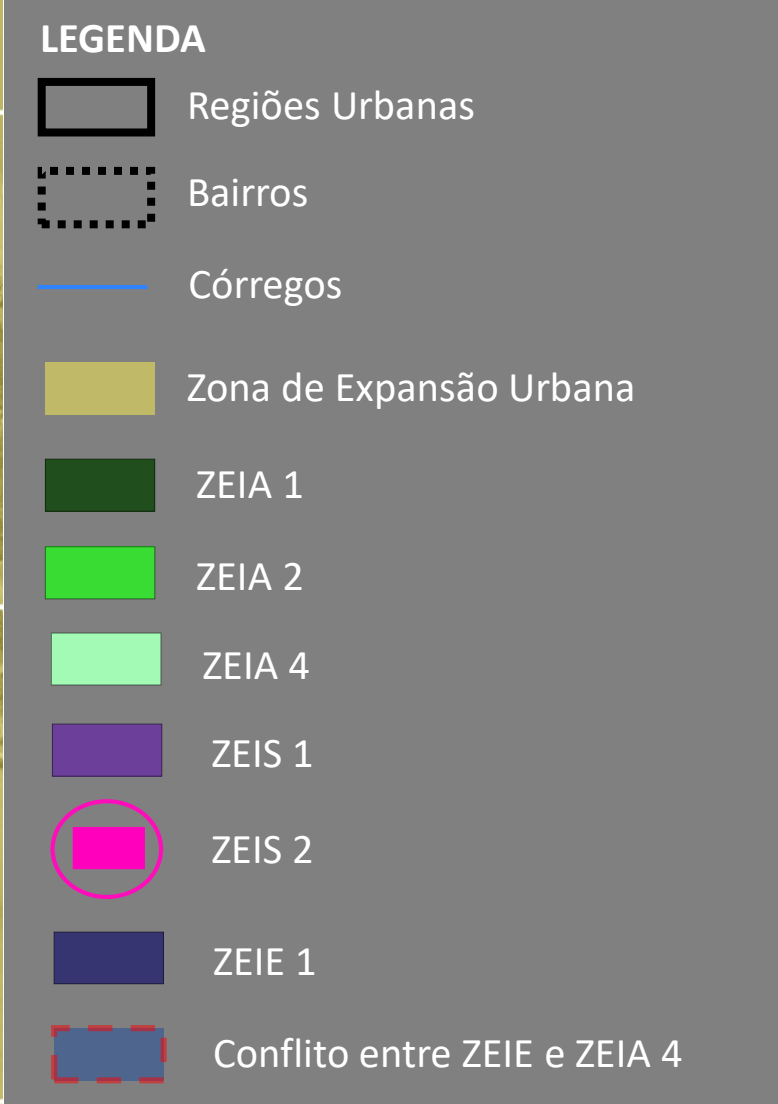 LEGENDA
Regiões Urbanas
Bairros
Córregos
Zona de Expansão Urbana
ZEIA 1
ZEIA 2
ZEIA 4
ZEIS 1
ZEIS 2
ZEIE 1
Conflito entre ZEIE e ZEIA 4